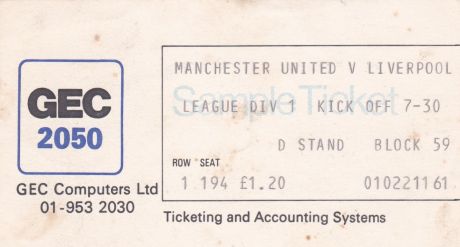 GEC
2050
GEC Computers Ltd
01-953 2030
Sample Ticket
MANCHESTER UNITED V LIVERPOOL
LEAGUE DIV 1 KICK OFF 7-30
D STAND BLOCK 59
ROW SEAT
1 194 £1.20 010221161
Ticketing and Accounting Systems